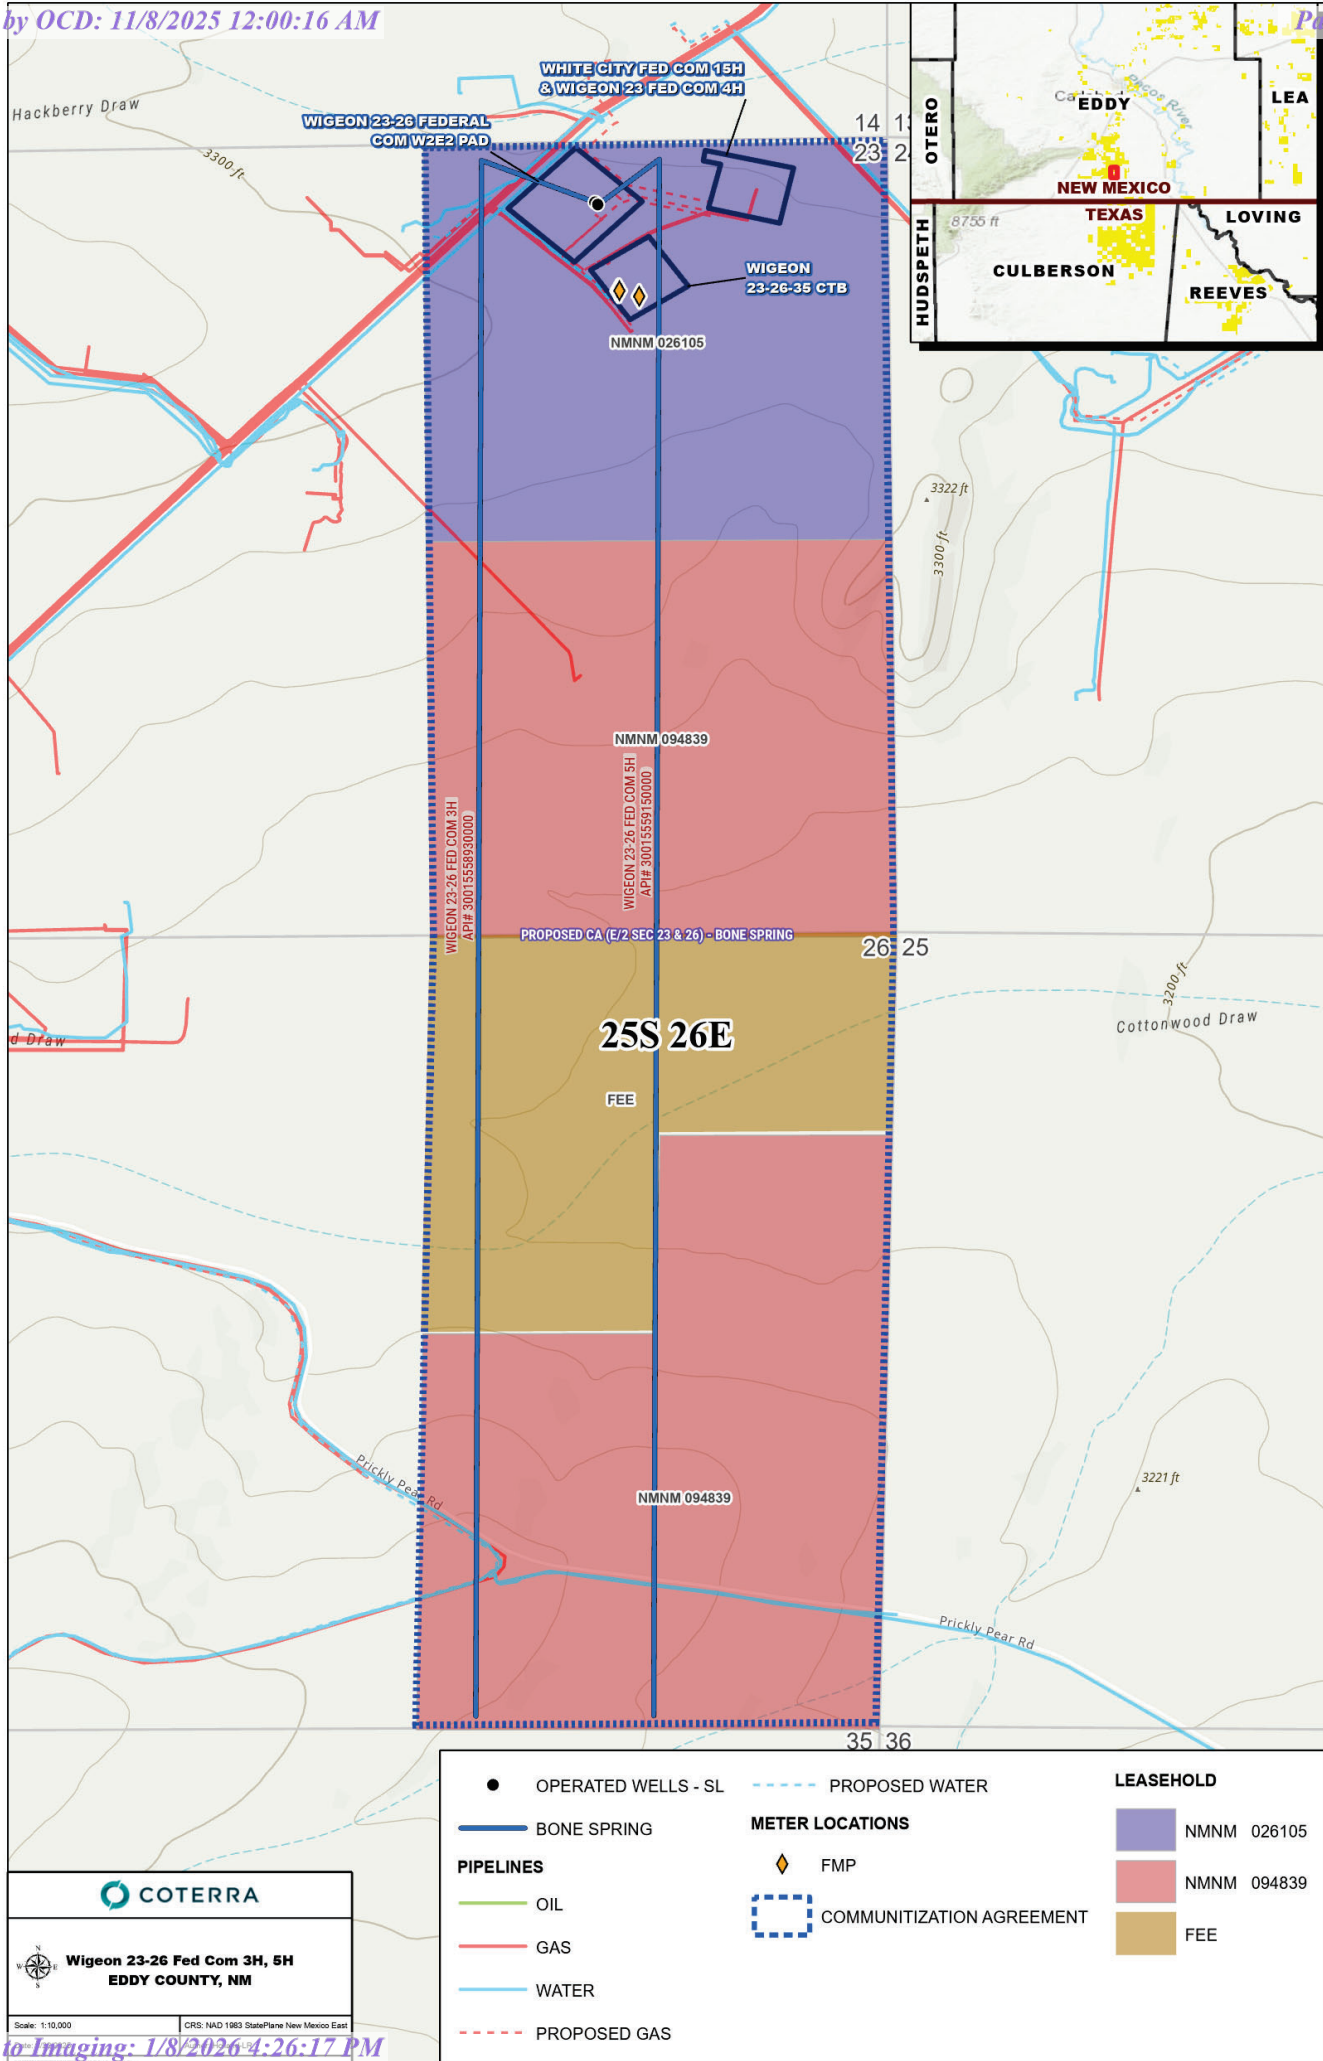 by OCD: 11/8/2025 12:00:16 AM
Pa
Hackberry Draw
3300-ft
WHITE CITY FED COM 15H
& WIGEON 23 FED COM 4H
WIGEON 23-26 FEDERAL
COM W2E2 PAD
14
23
OTERO
EDDY
Pecos River
LEA
NEW MEXICO
TEXAS
LOVING
8755 ft
HUDSPETH
CULBERSON
REEVES
WIGEON
23-26-35 CTB
NMNM 026105
3322 ft
3300-ft
NMNM 094839
WIGEON 23-26 FED COM 3H
API# 30015558930000
WIGEON 23-26 FED COM 5H
API# 30015559150000
PROPOSED CA (E/2 SEC 23 & 26) - BONE SPRING
26 25
3200-ft
Cottonwood Draw
d Draw
25S 26E
FEE
Prickly Pear Rd
NMNM 094839
3221 ft
Prickly Pear Rd
35 36
OPERATED WELLS - SL
BONE SPRING
PIPELINES
OIL
GAS
WATER
PROPOSED GAS
PROPOSED WATER
METER LOCATIONS
FMP
COMMUNITIZATION AGREEMENT
LEASEHOLD
NMNM 026105
NMNM 094839
FEE
COTERRA
N
W E
S
Wigeon 23-26 Fed Com 3H, 5H
EDDY COUNTY, NM
Scale: 1:10,000
CRS: NAD 1983 StatePlane New Mexico East
to Imaging: 1/8/2026 4:26:17 PM